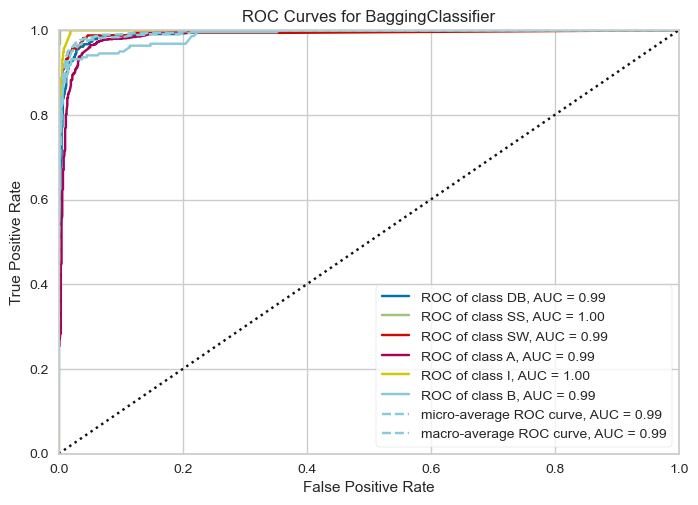 ROC Curves for BaggingClassifier
True Positive Rate
1.0
0.8
0.6
0.4
0.2
0.0
ROC of class DB, AUC = 0.99
ROC of class SS, AUC = 1.00
ROC of class SW, AUC = 0.99
ROC of class A, AUC = 0.99
ROC of class I, AUC = 1.00
ROC of class B, AUC = 0.99
micro-average ROC curve, AUC = 0.99
macro-average ROC curve, AUC = 0.99
0.0 0.2 0.4 0.6 0.8 1.0
False Positive Rate